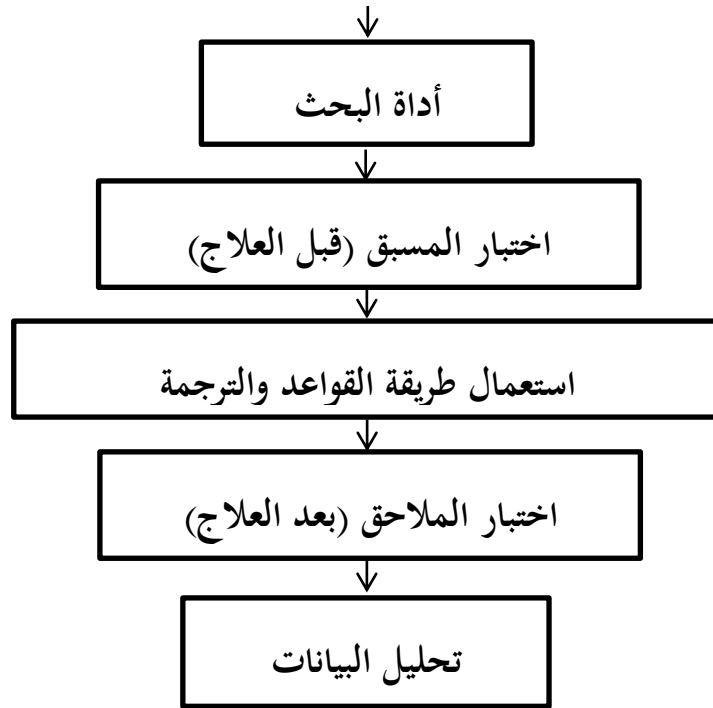 أداة البحث
اختبار المسبق (قبل العلاج)
استعمال طريقة القواعد والترجمة
اختبار الملاحق (بعد العلاج)
تحليل البيانات